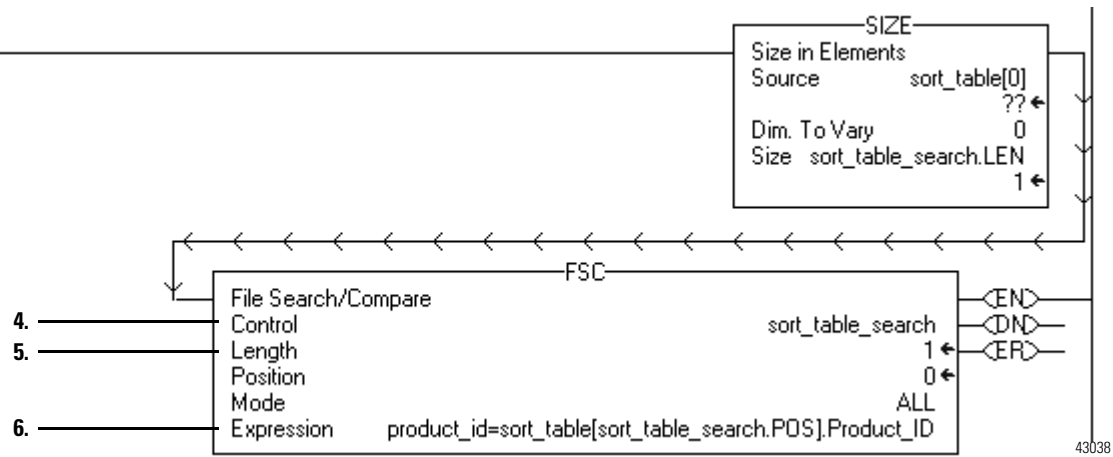 SIZE
Size in Elements
Source sort_table[0]
??
Dim. To Vary 0
Size sort_table_search.LEN
1
FSC
File Search/Compare EN
4. Control sort_table_search DN
5. Length 1 ER
Position 0
Mode ALL
6. Expression product_id=sort_table[sort_table_search.POS].Product_ID
43038